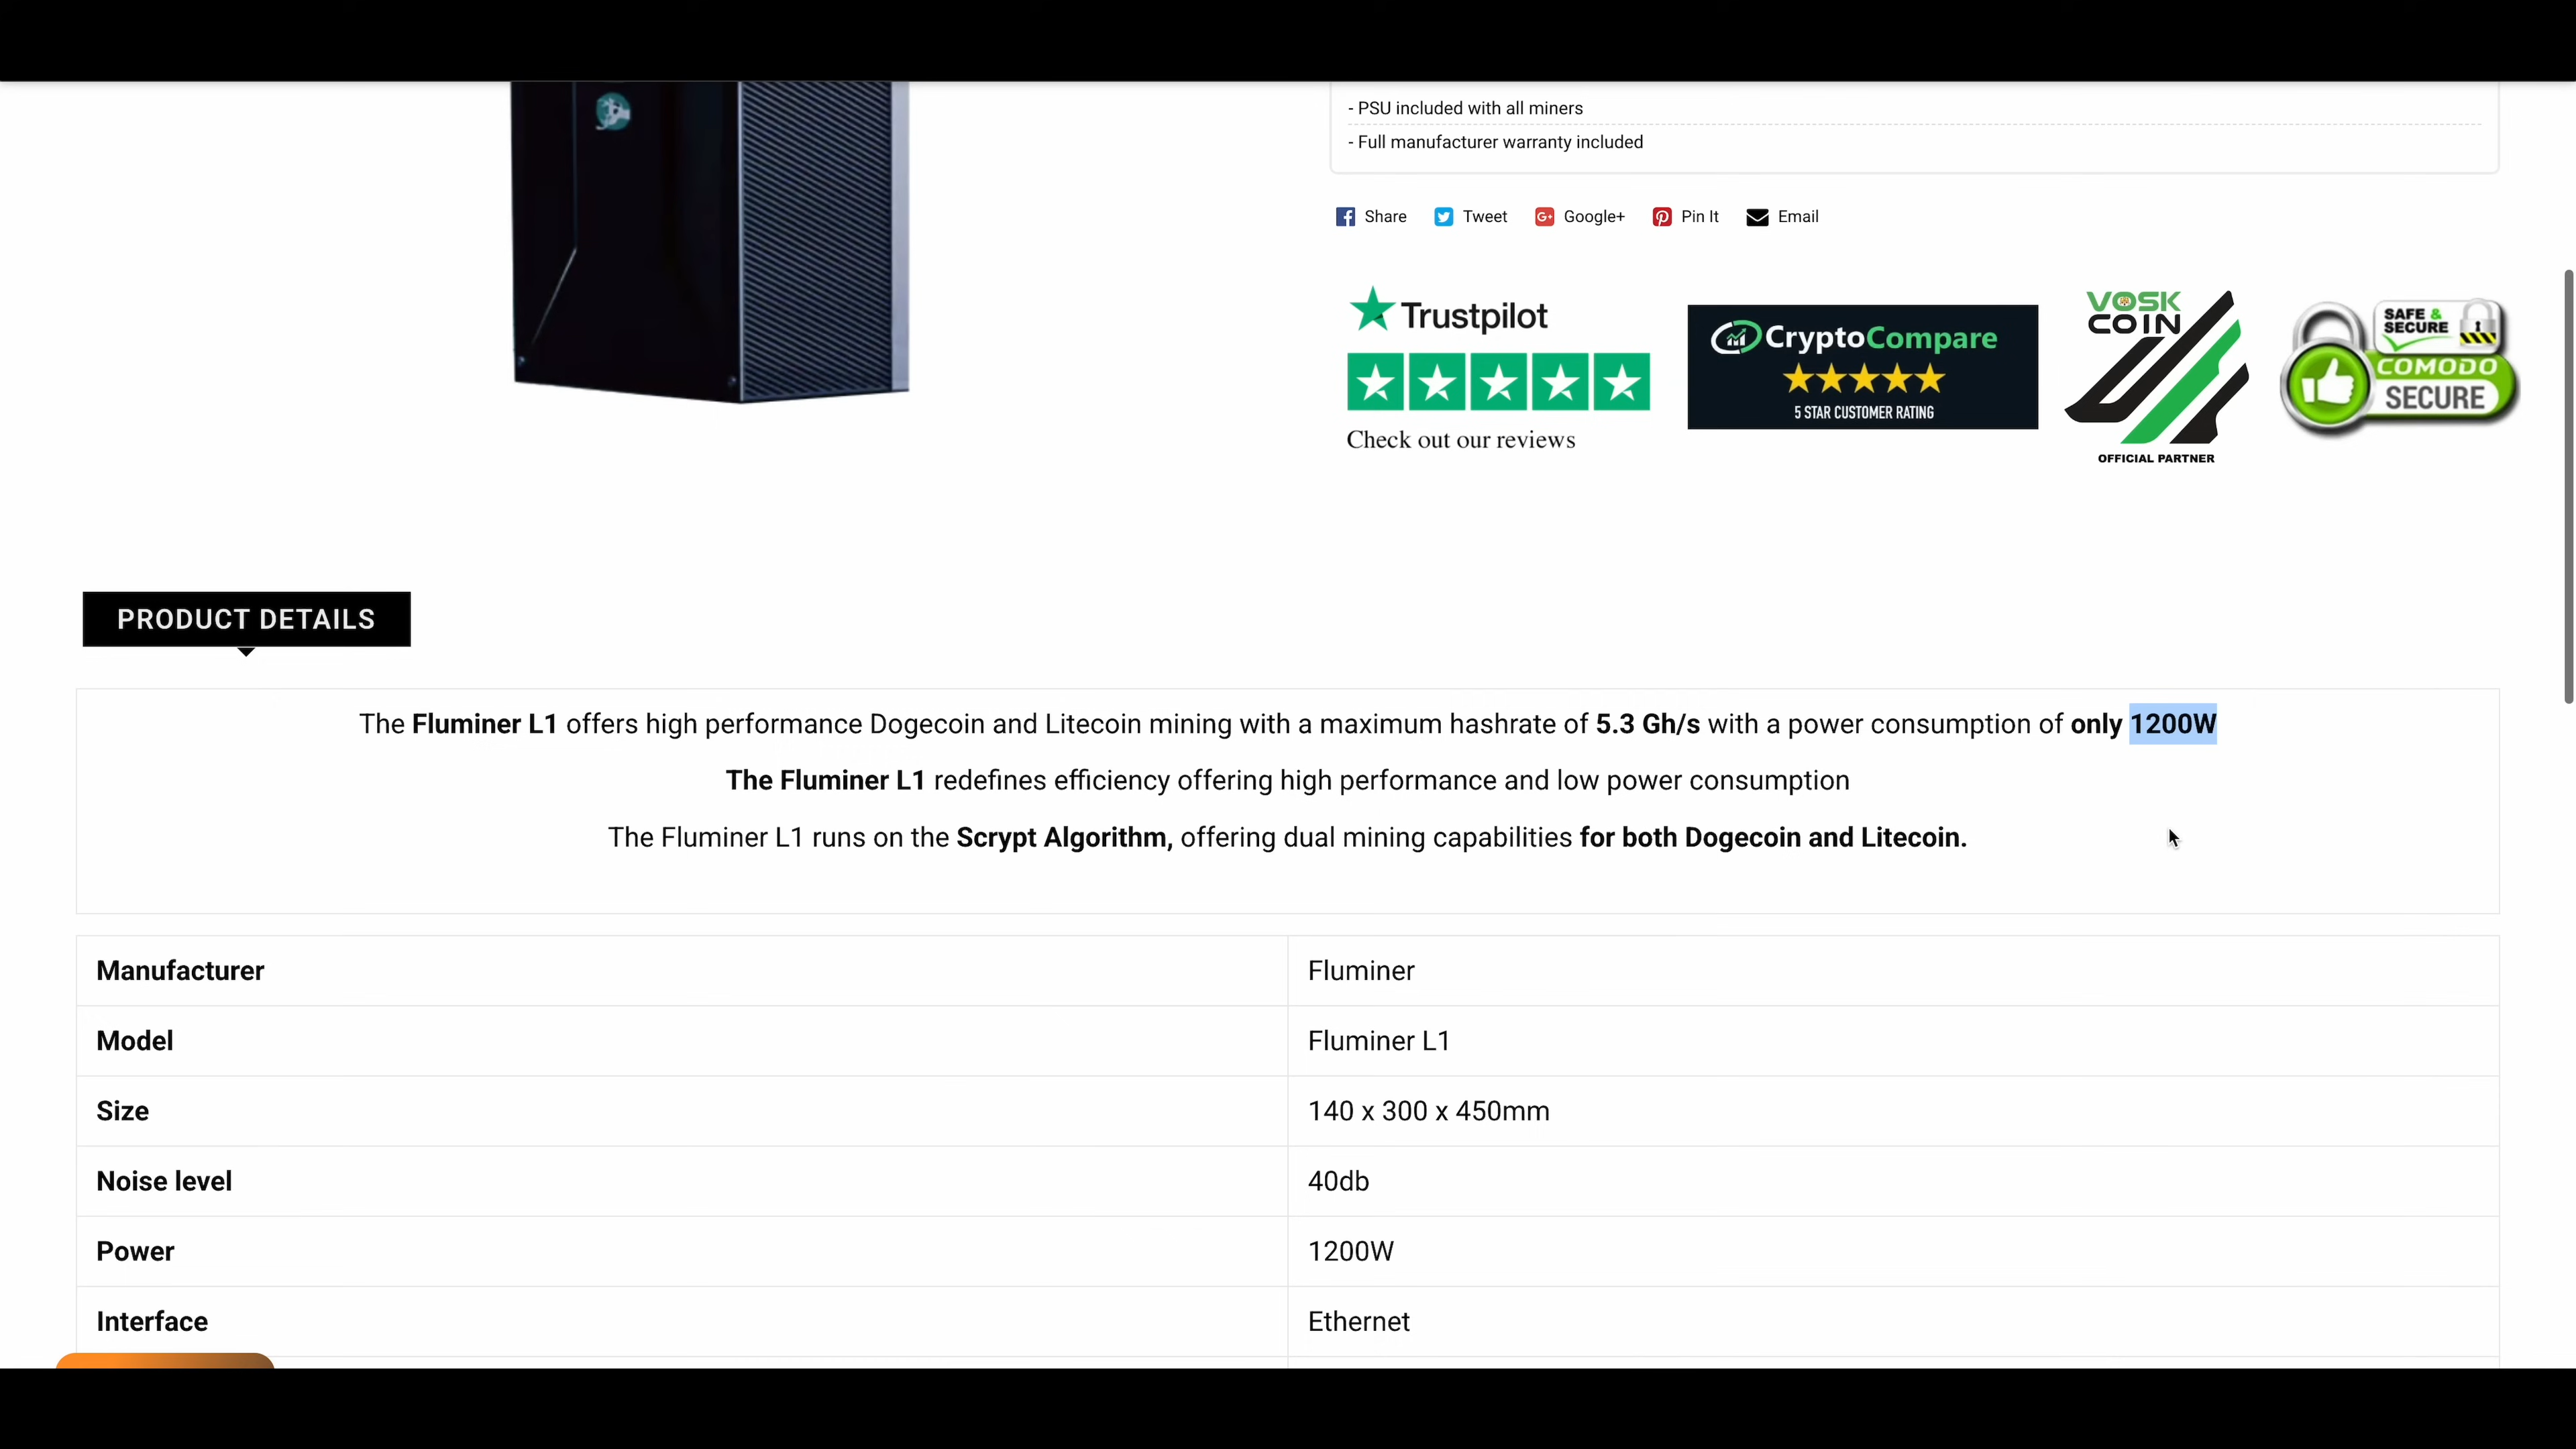 - PSU included with all miners
- Full manufacturer warranty included
Share Tweet Google+ Pin It Email
Trustpilot
Check out our reviews
CryptoCompare
5 STAR CUSTOMER RATING
VOSK
COIN
OFFICIAL PARTNER
SAFE &
SECURE
COMODO
SECURE
PRODUCT DETAILS
The Fluminer L1 offers high performance Dogecoin and Litecoin mining with a maximum hashrate of 5.3 Gh/s with a power consumption of only 1200W
The Fluminer L1 redefines efficiency offering high performance and low power consumption
The Fluminer L1 runs on the Scrypt Algorithm, offering dual mining capabilities for both Dogecoin and Litecoin.
Manufacturer Fluminer
Model Fluminer L1
Size 140 x 300 x 450mm
Noise level 40db
Power 1200W
Interface Ethernet